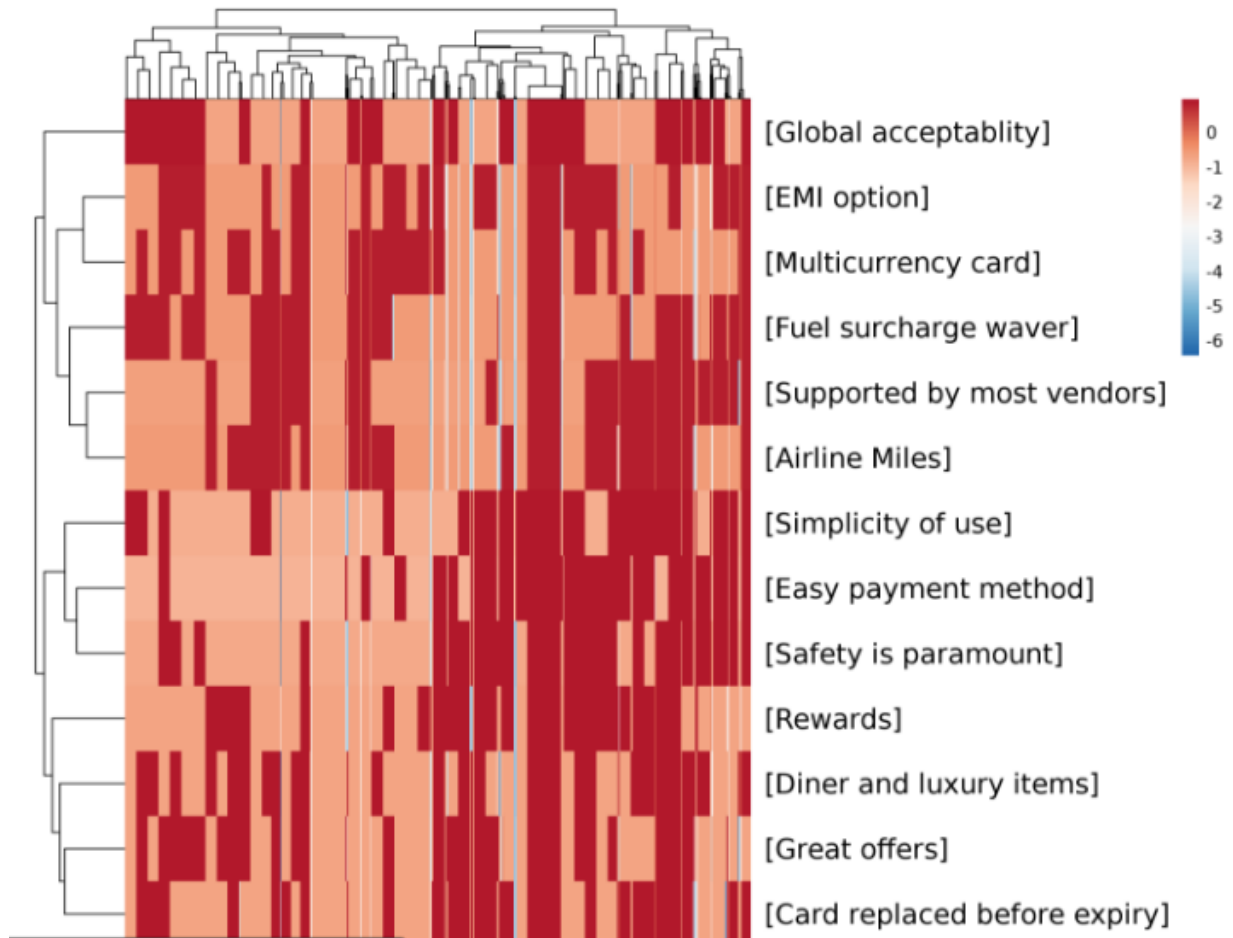 [Global acceptablity]
0
-1
[EMI option]
-2
[Multicurrency card]
-3
-4
-5
[Fuel surcharge waver]
-6
[Supported by most vendors]
[Airline Miles]
[Simplicity of use]
[Easy payment method]
[Safety is paramount]
[Rewards]
[Diner and luxury items]
[Great offers]
[Card replaced before expiry]